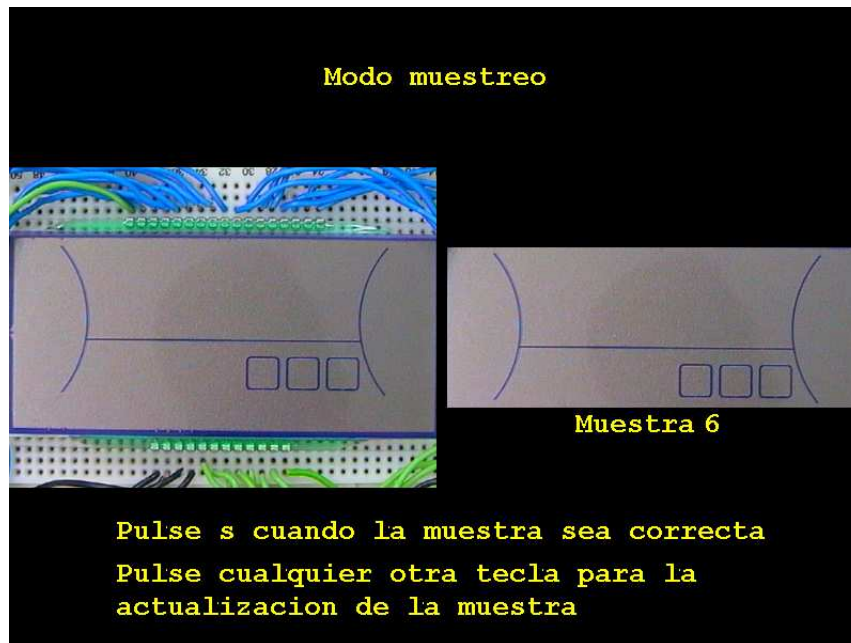 Modo muestreo
Muestra 6
Pulse s cuando la muestra sea correcta
Pulse cualquier otra tecla para la
actualizacion de la muestra